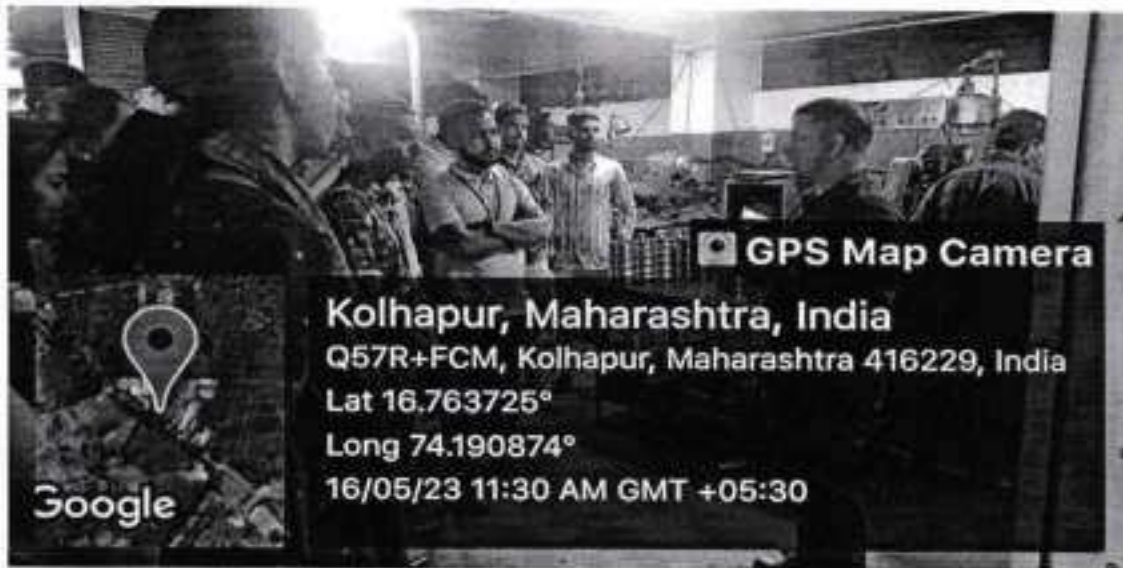 GPS Map Camera
Kolhapur, Maharashtra, India
Q57R+FCM, Kolhapur, Maharashtra 416229, India
Lat 16.763725°
Long 74.190874°
16/05/23 11:30 AM GMT +05:30
Google